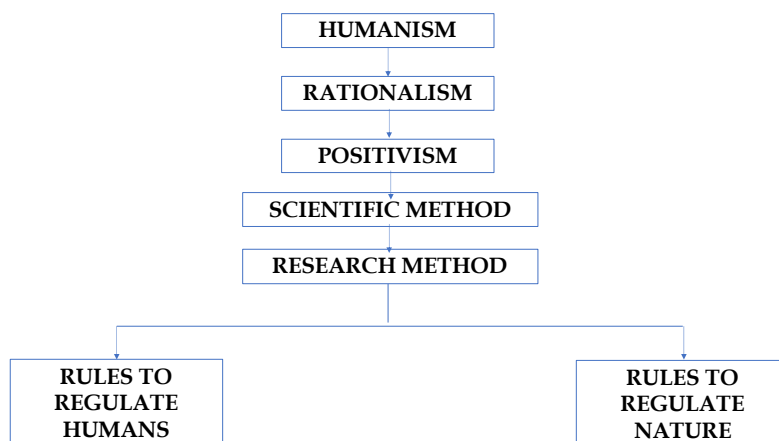 HUMANISM
RATIONALISM
POSITIVISM
SCIENTIFIC METHOD
RESEARCH METHOD
RULES TO
REGULATE
HUMANS
RULES TO
REGULATE
NATURE